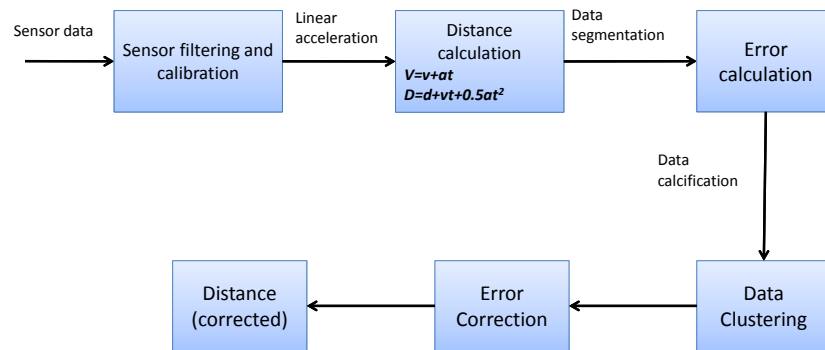 Sensor data
Sensor filtering and
calibration
Linear
acceleration
Distance
calculation
V=v+at
D=d+vt+0.5at²
Data
segmentation
Error
calculation
Data
calcification
Data
Clustering
Error
Correction
Distance
(corrected)